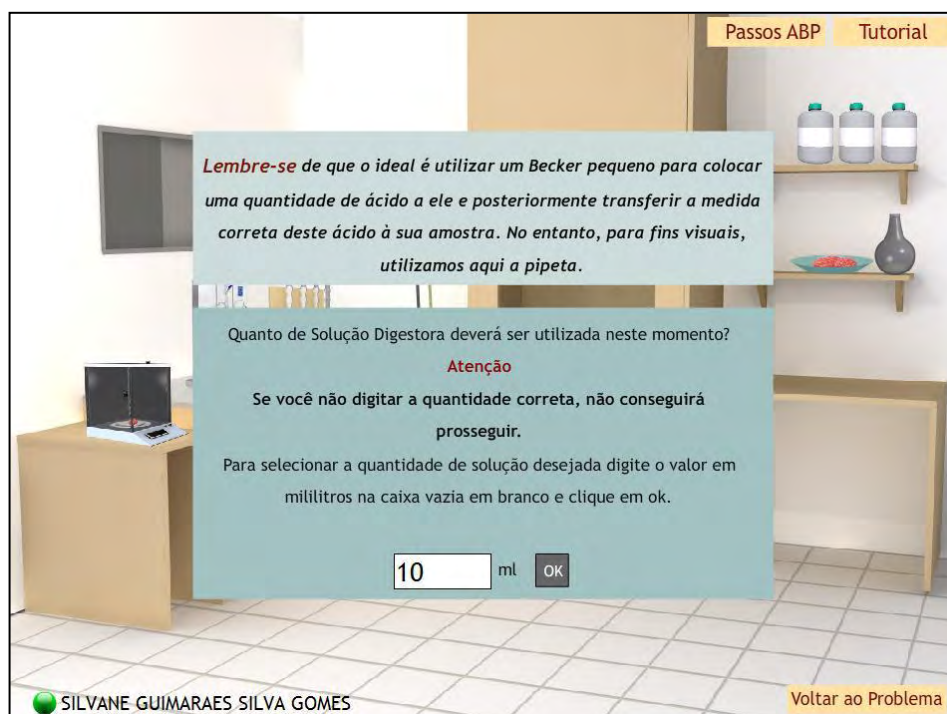 Passos ABP
Tutorial
Lembre-se de que o ideal é utilizar um Becker pequeno para colocar
uma quantidade de ácido a ele e posteriormente transferir a medida
correta deste ácido à sua amostra. No entanto, para fins visuais,
utilizamos aqui a pipeta.
Quanto de Solução Digestora deverá ser utilizada neste momento?
Atenção
Se você não digitar a quantidade correta, não conseguirá
prosseguir.
Para selecionar a quantidade de solução desejada digite o valor em
mililitros na caixa vazia em branco e clique em ok.
10 ml OK
SILVANE GUIMARAES SILVA GOMES
Voltar ao Problema